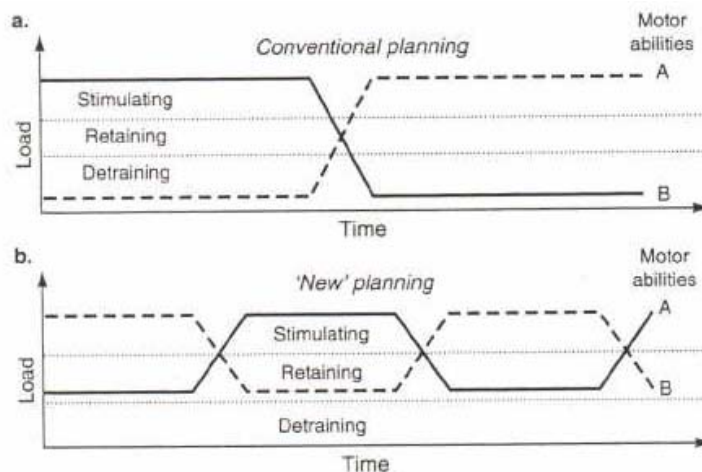 a.
Conventional planning
Motor
abilities
A
Stimulating
Retaining
Detraining
Load
B
Time
b.
'New' planning
Motor
abilities
A
Stimulating
Retaining
B
Load
Detraining
Time